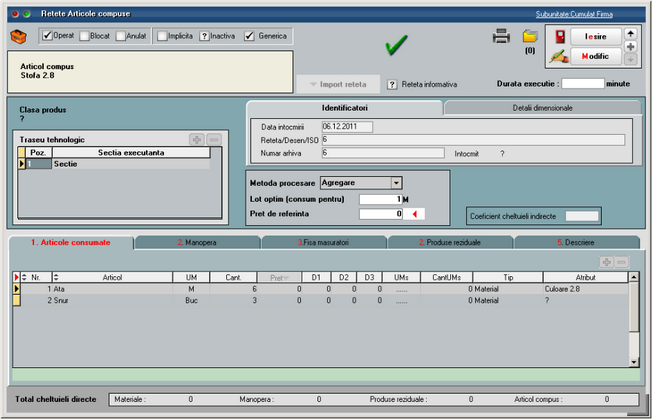 Retete Articole compuse
Subunitate:Cumulat Firma
Operat Blocat Anulat Implicita ? Inactiva Generica
(0)
Iesire
Modific
Articol compus
Stofa 2.8
Import reteta ? Reteta informativa Durata executie : minute
Clasa produs
?
Traseu tehnologic
Poz. Sectia executanta
1 Sectie
Identificatori Detalii dimensionale
Data intocmirii 06.12.2011
Reteta/Desen/ISO 6
Numar arhiva 6 Intocmit ?
Metoda procesare Agregare
Lot optim (consum pentru) 1 M
Pret de referinta 0
Coeficient cheltuieli indirecte
1. Articole consumate 2. Manopera 3.Fisa masuratori 2. Produse reziduale 5. Descriere
Nr. Articol UM Cant. Pret D1 D2 D3 UMs CantUMs Tip Atribut
1 Ata M 6 0 0 0 0 ...... 0 Material Culoare 2.8
2 Snur Buc 3 0 0 0 0 ...... 0 Material ?
Total cheltuieli directe Materiale : 0 Manopera : 0 Produse reziduale : 0 Articol compus : 0